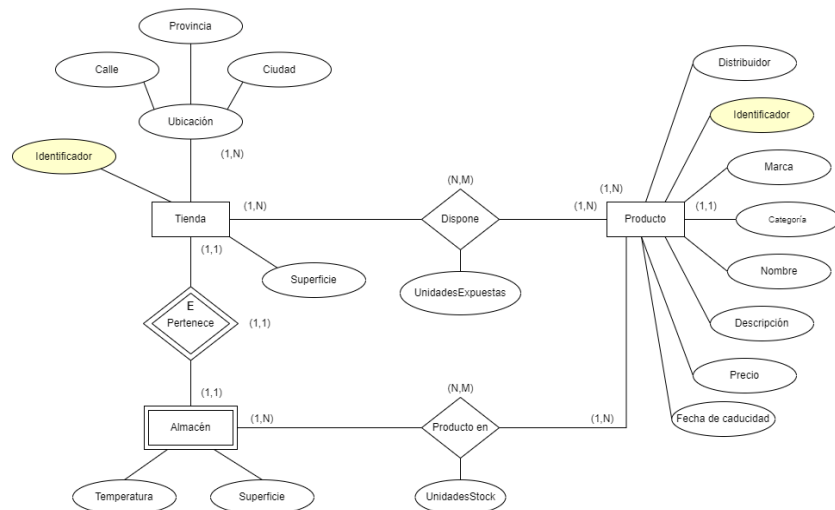 Provincia
Calle
Ciudad
Ubicación
Identificador
(1,N)
Tienda
(1,N)
(N,M)
Dispone
UnidadesExpuestas
(1,N)
(1,N)
Producto
(1,1)
Distribuidor
Identificador
Marca
Categoría
Nombre
Descripción
Precio
Fecha de caducidad
(1,1)
Superficie
E
Pertenece
(1,1)
(1,1)
Almacén
(1,N)
(N,M)
Producto en
(1,N)
Temperatura
Superficie
UnidadesStock